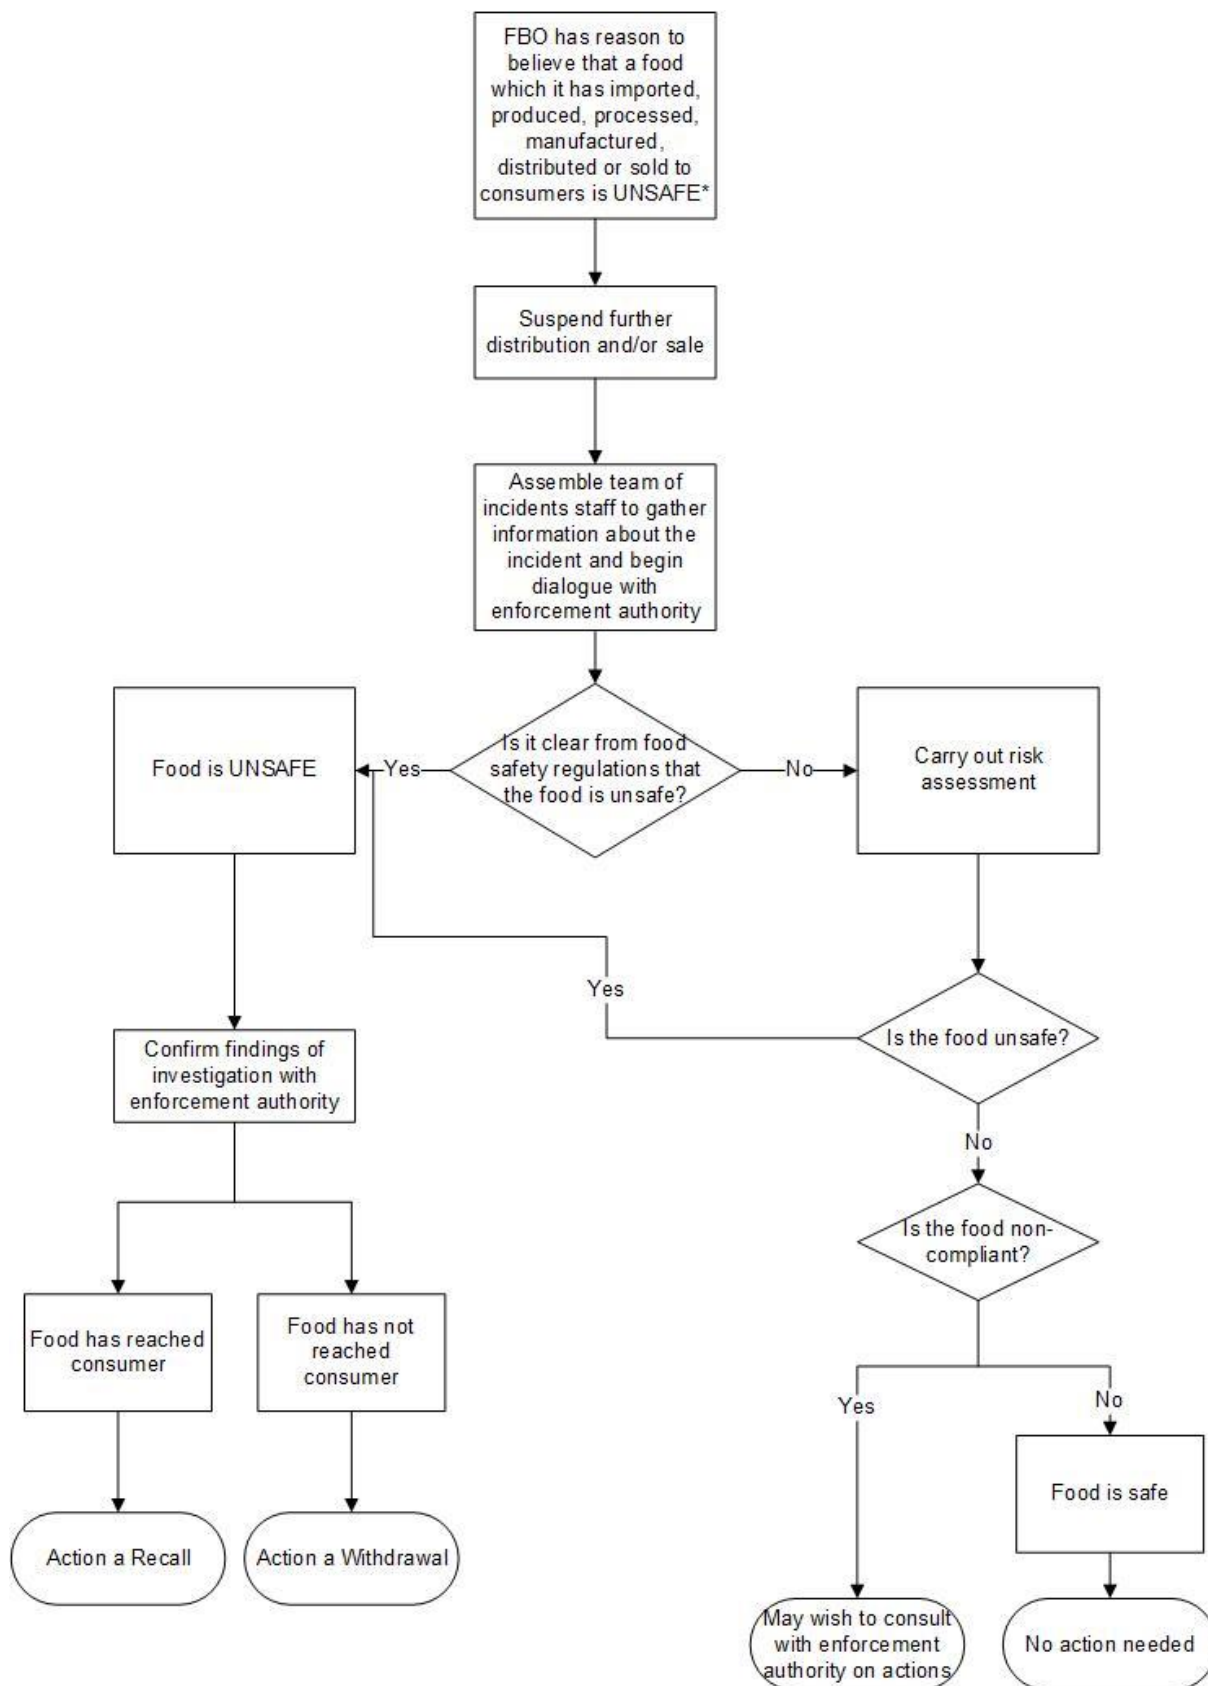 FBO has reason to
believe that a food
which it has imported,
produced, processed,
manufactured,
distributed or sold to
consumers is UNSAFE*
Suspend further
distribution and/or sale
Assemble team of
incidents staff to gather
information about the
incident and begin
dialogue with
enforcement authority
Is it clear from food
safety regulations that
the food is unsafe?
Yes
No
Food is UNSAFE
Carry out risk
assessment
Yes
Is the food unsafe?
No
Confirm findings of
investigation with
enforcement authority
Is the food non-
compliant?
Food has reached
consumer
Food has not
reached
consumer
Yes
No
Food is safe
Action a Recall
Action a Withdrawal
May wish to consult
with enforcement
authority on actions
No action needed